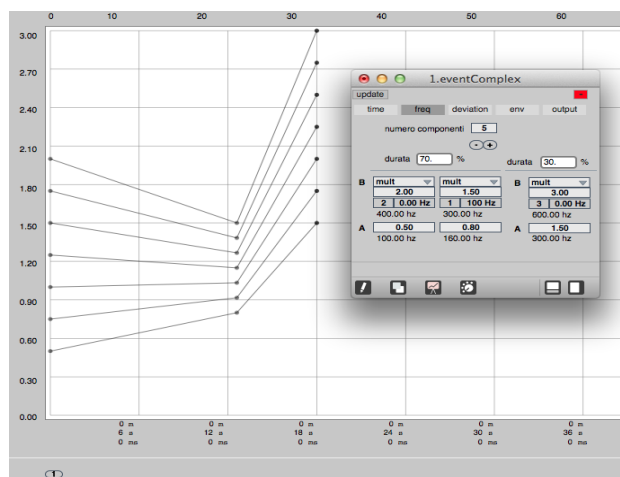 0 10 20 30 40 50 60
3.00
2.70
2.40
2.10
1.80
1.50
1.20
0.90
0.60
0.30
0.00
0 m 0 m 0 m 0 m 0 m 0 m
6 s 12 s 18 s 24 s 30 s 36 s
0 ms 0 ms 0 ms 0 ms 0 ms 0 ms
1
1.eventComplex
update
time freq deviation env output
numero componenti 5
- +
durata 70. % durata 30. %
B mult mult B mult
2.00 1.50 3.00
2 0.00 Hz 1 100 Hz 3 0.00 Hz
400.00 hz 300.00 hz 600.00 hz
A 0.50 0.80 A 1.50
100.00 hz 160.00 hz 300.00 hz